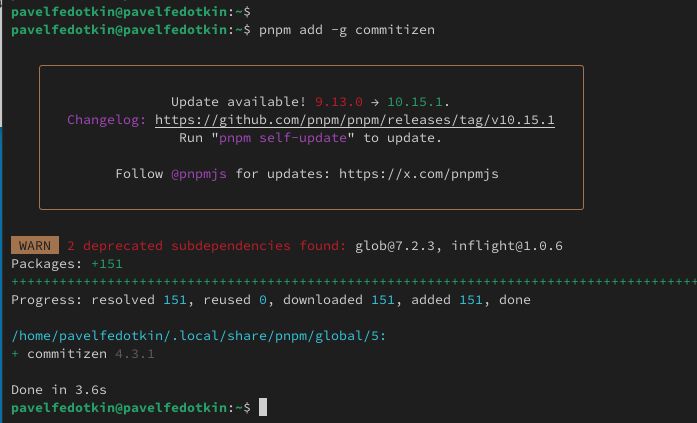 pavelfedotkin@pavelfedotkin:~$
pavelfedotkin@pavelfedotkin:~$ pnpm add -g commitizen
Update available! 9.13.0 → 10.15.1.
Changelog: https://github.com/pnpm/pnpm/releases/tag/v10.15.1
Run "pnpm self-update" to update.
Follow @pnpmjs for updates: https://x.com/pnpmjs
WARN 2 deprecated subdependencies found: glob@7.2.3, inflight@1.0.6
Packages: +151
++++++++++++++++++++++++++++++++++++++++++++++++++++++++++++++++++++++++++++++++++++++
Progress: resolved 151, reused 0, downloaded 151, added 151, done
/home/pavelfedotkin/.local/share/pnpm/global/5:
+ commitizen 4.3.1
Done in 3.6s
pavelfedotkin@pavelfedotkin:~$